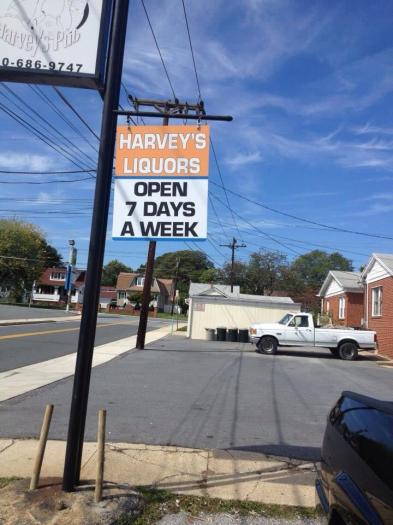 Harvey's Pub
0-686-9747
HARVEY'S
LIQUORS
OPEN
7 DAYS
A WEEK